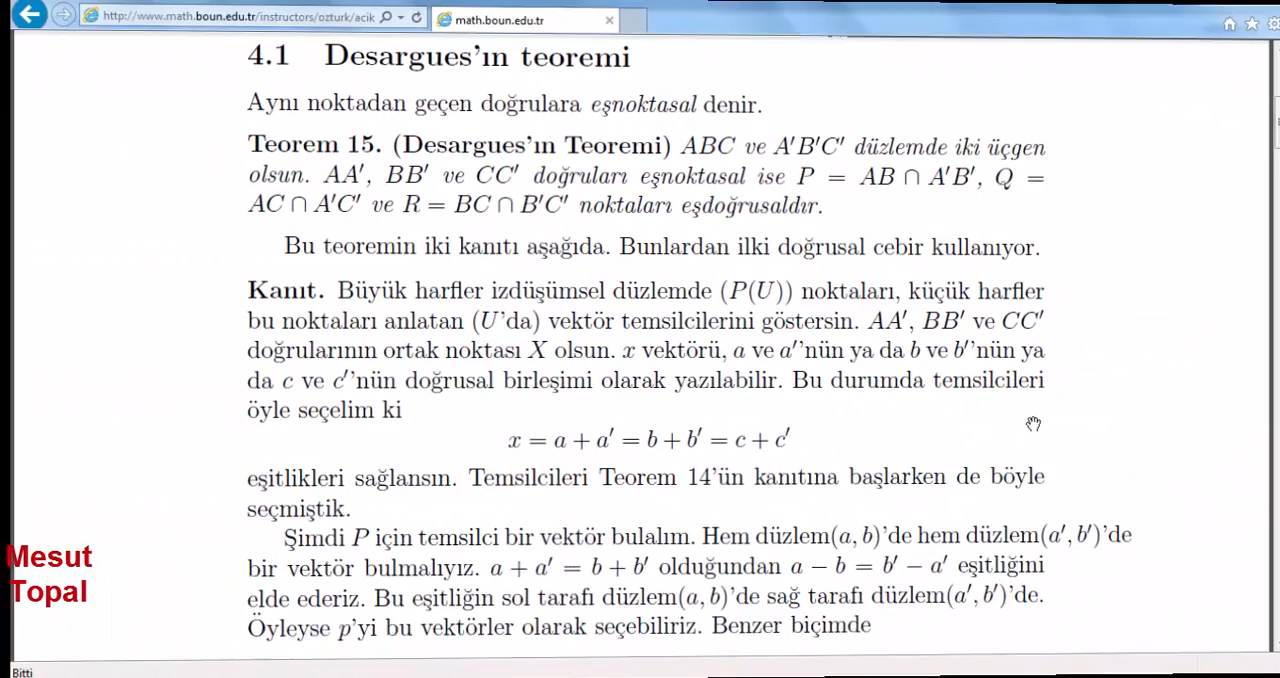 http://www.math.boun.edu.tr/instructors/ozturk/acik
math.boun.edu.tr
4.1 Desargues'ın teoremi
Aynı noktadan geçen doğrulara eşnoktasal denir.
Teorem 15. (Desargues'ın Teoremi) ABC ve A'B'C' düzlemde iki üçgen
olsun. AA', BB' ve CC' doğruları eşnoktasal ise P = AB ∩ A'B', Q =
AC ∩ A'C' ve R = BC ∩ B'C' noktaları eşdoğrusaldır.
Bu teoremin iki kanıtı aşağıda. Bunlardan ilki doğrusal cebir kullanıyor.
Kanıt. Büyük harfler izdüşümsel düzlemde (P(U)) noktaları, küçük harfler
bu noktaları anlatan (U'da) vektör temsilcilerini göstersin. AA', BB' ve CC'
doğrularının ortak noktası X olsun. x vektörü, a ve a''nün ya da b ve b''nün ya
da c ve c''nün doğrusal birleşimi olarak yazılabilir. Bu durumda temsilcileri
öyle seçelim ki
x = a + a' = b + b' = c + c'
eşitlikleri sağlansın. Temsilcileri Teorem 14'ün kanıtına başlarken de böyle
seçmiştik.
Şimdi P için temsilci bir vektör bulalım. Hem düzlem(a, b)'de hem düzlem(a', b')'de
bir vektör bulmalıyız. a + a' = b + b' olduğundan a − b = b' − a' eşitliğini
elde ederiz. Bu eşitliğin sol tarafı düzlem(a, b)'de sağ tarafı düzlem(a', b')'de.
Öyleyse p'yi bu vektörler olarak seçebiliriz. Benzer biçimde
Mesut
Topal
Bitti